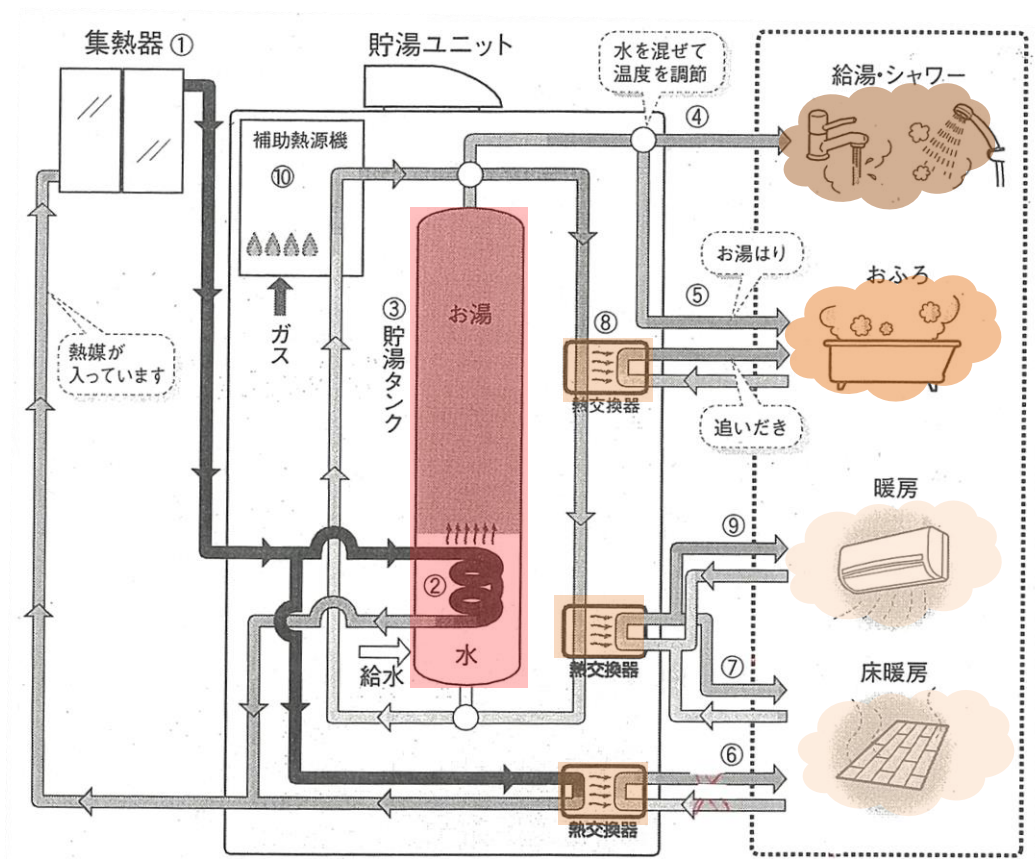 集熱器①
貯湯ユニット
水を混ぜて
温度を調節
給湯・シャワー
④
補助熱源機
⑩
お湯はり
おふろ
⑤
③貯湯タンク
お湯
⑧
ガス
熱媒が
入っています
熱交換器
追いだき
暖房
⑨
②
水
給水
熱交換器
⑦
床暖房
⑥
熱交換器